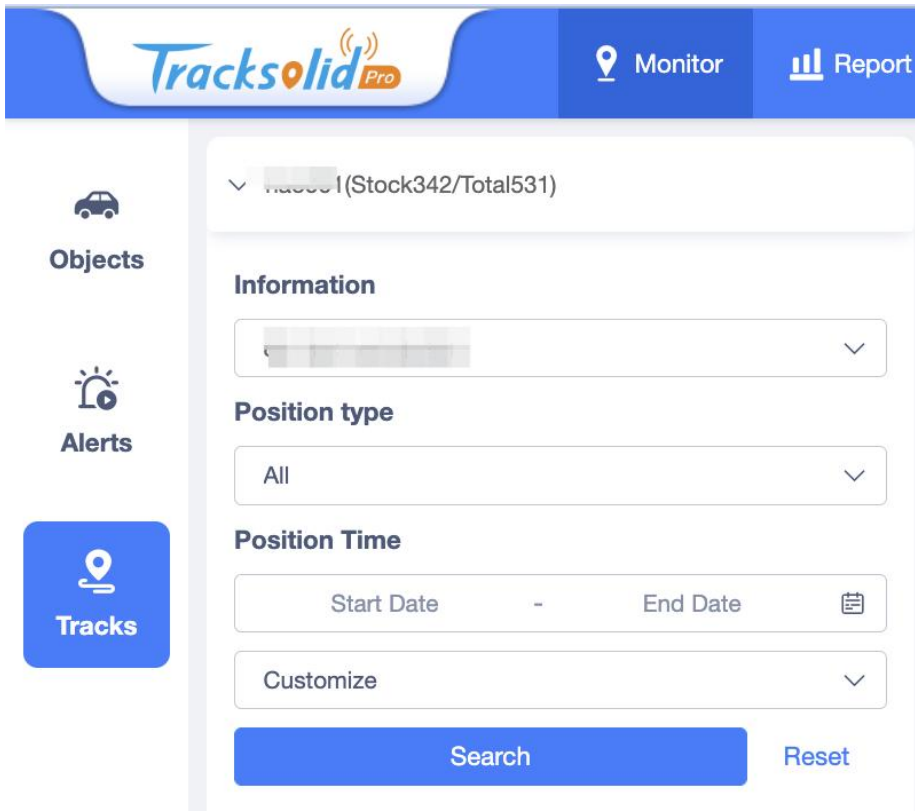 Tracksolid Pro
Monitor
Report
(Stock342/Total531)
Objects
Information
Alerts
Position type
All
Position Time
Tracks
Start Date - End Date
Customize
Search
Reset